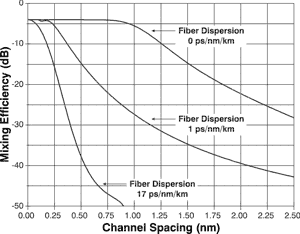 0
-10
-20
-30
-40
-50
Mixing Efficiency (dB)
Fiber Dispersion
0 ps/nm/km
Fiber Dispersion
1 ps/nm/km
Fiber Dispersion
17 ps/nm/km
0.00 0.25 0.50 0.75 1.00 1.25 1.50 1.75 2.00 2.25 2.50
Channel Spacing (nm)